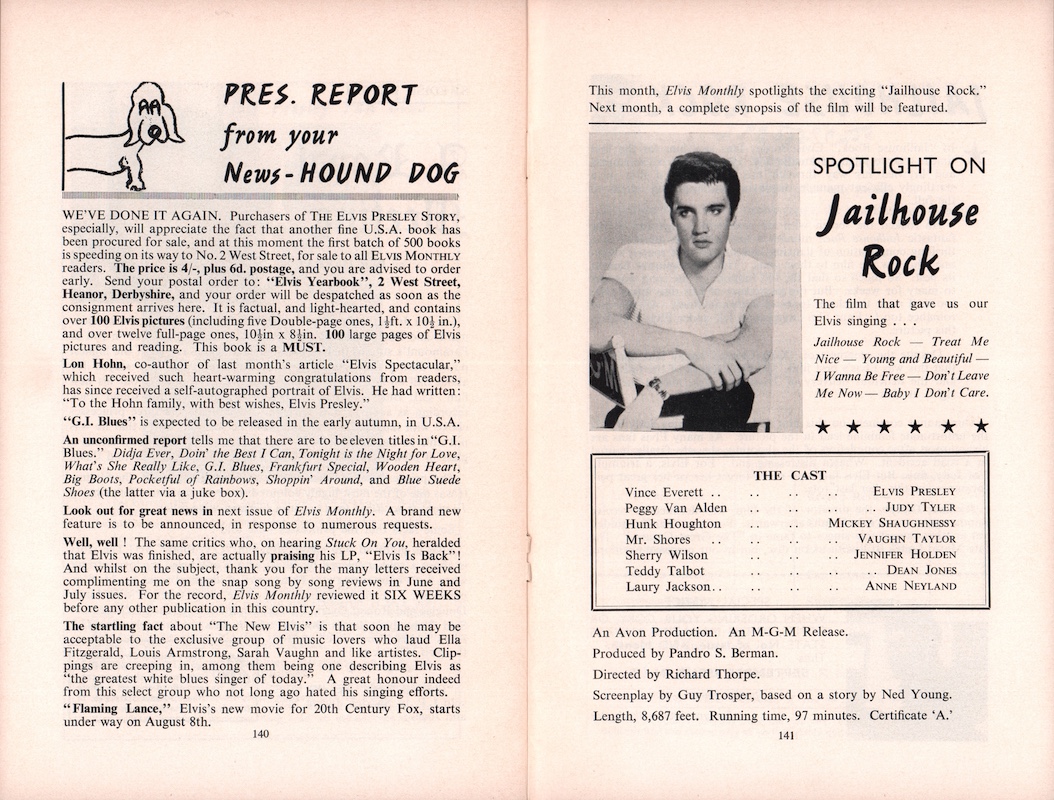 PRES. REPORT
from your
News-HOUND DOG
WE'VE DONE IT AGAIN. Purchasers of THE ELVIS PRESLEY STORY,
especially, will appreciate the fact that another fine U.S.A. book has
been procured for sale, and at this moment the first batch of 500 books
is speeding on its way to No. 2 West Street, for sale to all ELVIS MONTHLY
readers. The price is 4/-, plus 6d. postage, and you are advised to order
early. Send your postal order to: "Elvis Yearbook", 2 West Street,
Heanor, Derbyshire, and your order will be despatched as soon as the
consignment arrives here. It is factual, and light-hearted, and contains
over 100 Elvis pictures (including five Double-page ones, 1½ft. x 10½ in.),
and over twelve full-page ones, 10½in x 8½in. 100 large pages of Elvis
pictures and reading. This book is a MUST.
Lon Hohn, co-author of last month's article "Elvis Spectacular,"
which received such heart-warming congratulations from readers,
has since received a self-autographed portrait of Elvis. He had written:
"To the Hohn family, with best wishes, Elvis Presley."
"G.I. Blues" is expected to be released in the early autumn, in U.S.A.
An unconfirmed report tells me that there are to be eleven titles in "G.I.
Blues." Didja Ever, Doin' the Best I Can, Tonight is the Night for Love,
What's She Really Like, G.I. Blues, Frankfurt Special, Wooden Heart,
Big Boots, Pocketful of Rainbows, Shoppin' Around, and Blue Suede
Shoes (the latter via a juke box).
Look out for great news in next issue of Elvis Monthly. A brand new
feature is to be announced, in response to numerous requests.
Well, well ! The same critics who, on hearing Stuck On You, heralded
that Elvis was finished, are actually praising his LP, "Elvis Is Back"!
And whilst on the subject, thank you for the many letters received
complimenting me on the snap song by song reviews in June and
July issues. For the record, Elvis Monthly reviewed it SIX WEEKS
before any other publication in this country.
The startling fact about "The New Elvis" is that soon he may be
acceptable to the exclusive group of music lovers who laud Ella
Fitzgerald, Louis Armstrong, Sarah Vaughn and like artistes. Clip-
pings are creeping in, among them being one describing Elvis as
"the greatest white blues singer of today." A great honour indeed
from this select group who not long ago hated his singing efforts.
"Flaming Lance," Elvis's new movie for 20th Century Fox, starts
under way on August 8th.
140
This month, Elvis Monthly spotlights the exciting "Jailhouse Rock."
Next month, a complete synopsis of the film will be featured.
SPOTLIGHT ON
Jailhouse
Rock
The film that gave us our
Elvis singing . . .
Jailhouse Rock — Treat Me
Nice — Young and Beautiful —
I Wanna Be Free — Don't Leave
Me Now — Baby I Don't Care.
★ ★ ★ ★ ★ ★
THE CAST
Vince Everett .. .. .. .. ELVIS PRESLEY
Peggy Van Alden .. .. .. JUDY TYLER
Hunk Houghton .. .. MICKEY SHAUGHNESSY
Mr. Shores .. .. .. .. VAUGHN TAYLOR
Sherry Wilson .. .. .. JENNIFER HOLDEN
Teddy Talbot .. .. .. DEAN JONES
Laury Jackson.. .. .. .. ANNE NEYLAND
An Avon Production. An M-G-M Release.
Produced by Pandro S. Berman.
Directed by Richard Thorpe.
Screenplay by Guy Trosper, based on a story by Ned Young.
Length, 8,687 feet. Running time, 97 minutes. Certificate 'A.'
141